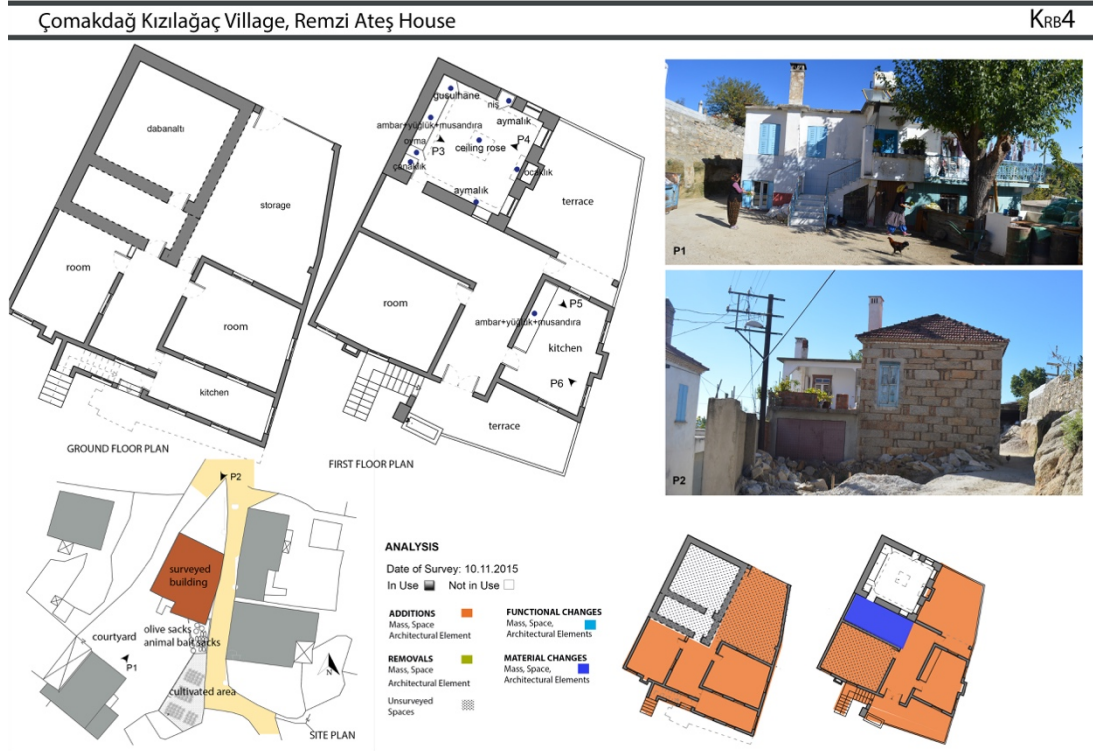 Çomakdağ Kızılağaç Village, Remzi Ateş House
KRB4
dabanaltı
storage
room
room
kitchen
GROUND FLOOR PLAN
gusulhane
niş
aymalık
ambar+yüğlük+musandıra
P3
P4
oyma
ceiling rose
çanaklık
ocaklık
aymalık
terrace
room
P5
ambar+yüğlük+musandıra
kitchen
P6
terrace
FIRST FLOOR PLAN
P1
P2
P2
surveyed
building
courtyard
olive sacks
animal bait sacks
P1
cultivated area
N
SITE PLAN
ANALYSIS
Date of Survey: 10.11.2015
In Use
Not in Use
ADDITIONS
Mass, Space
Architectural Element
FUNCTIONAL CHANGES
Mass, Space,
Architectural Elements
REMOVALS
Mass, Space
Architectural Element
MATERIAL CHANGES
Mass, Space,
Architectural Elements
Unsurveyed
Spaces